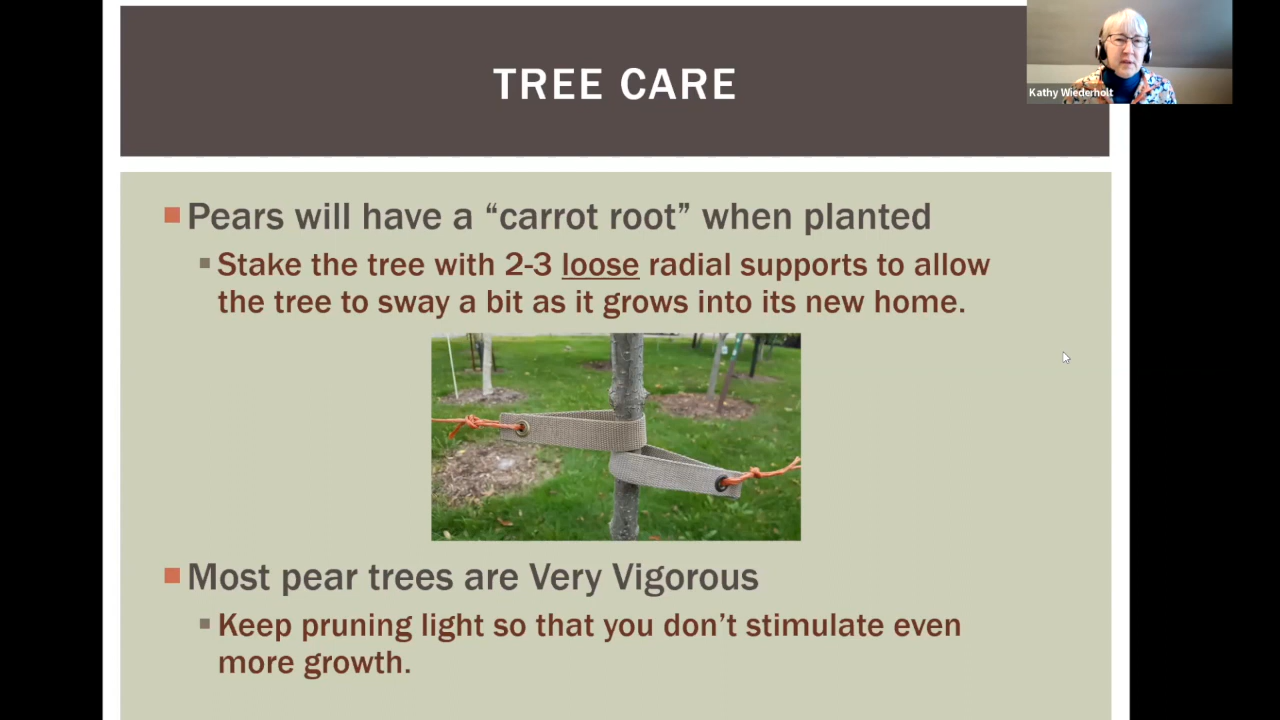 TREE CARE
Kathy Wiederholt
Pears will have a “carrot root” when planted
Stake the tree with 2-3 loose radial supports to allow
the tree to sway a bit as it grows into its new home.
Most pear trees are Very Vigorous
Keep pruning light so that you don’t stimulate even
more growth.